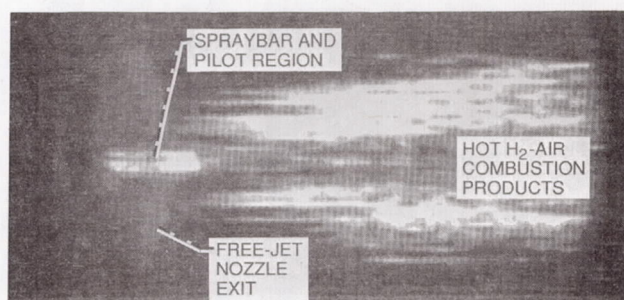 SPRAYBAR AND
PILOT REGION
HOT H₂-AIR
COMBUSTION
PRODUCTS
FREE-JET
NOZZLE
EXIT